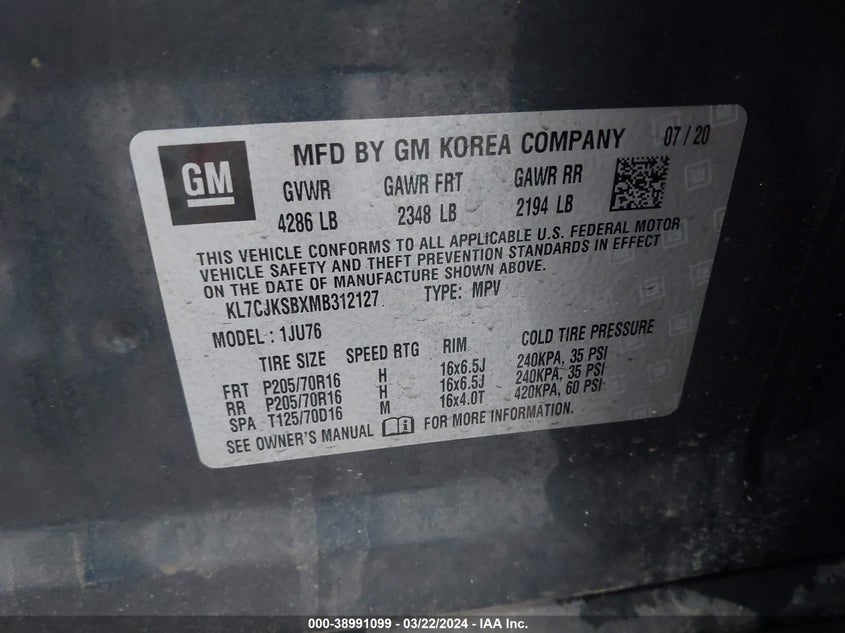 GM
MFD BY GM KOREA COMPANY 07 / 20
GVWR GAWR FRT GAWR RR
4286 LB 2348 LB 2194 LB
THIS VEHICLE CONFORMS TO ALL APPLICABLE U.S. FEDERAL MOTOR
VEHICLE SAFETY AND THEFT PREVENTION STANDARDS IN EFFECT
ON THE DATE OF MANUFACTURE SHOWN ABOVE.
KL7CJKSBXMB312127 TYPE: MPV
MODEL : 1JU76
TIRE SIZE SPEED RTG RIM COLD TIRE PRESSURE
FRT P205/70R16 H 16x6.5J 240KPA, 35 PSI
RR P205/70R16 H 16x6.5J 240KPA, 35 PSI
SPA T125/70D16 M 16x4.0T 420KPA, 60 PSI
SEE OWNER'S MANUAL FOR MORE INFORMATION.
000-38991099 — 03/22/2024 — IAA Inc.